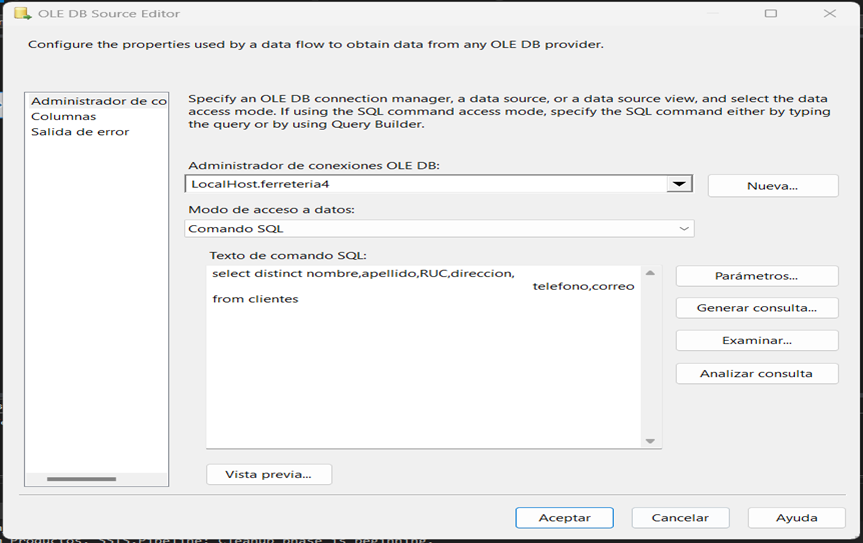 OLE DB Source Editor
Configure the properties used by a data flow to obtain data from any OLE DB provider.
Administrador de co
Columnas
Salida de error
Specify an OLE DB connection manager, a data source, or a data source view, and select the data
access mode. If using the SQL command access mode, specify the SQL command either by typing
the query or by using Query Builder.
Administrador de conexiones OLE DB:
LocalHost.ferreteria4
Nueva...
Modo de acceso a datos:
Comando SQL
Texto de comando SQL:
select distinct nombre,apellido,RUC,direccion,
telefono,correo
from clientes
Parámetros...
Generar consulta...
Examinar...
Analizar consulta
Vista previa...
Aceptar
Cancelar
Ayuda